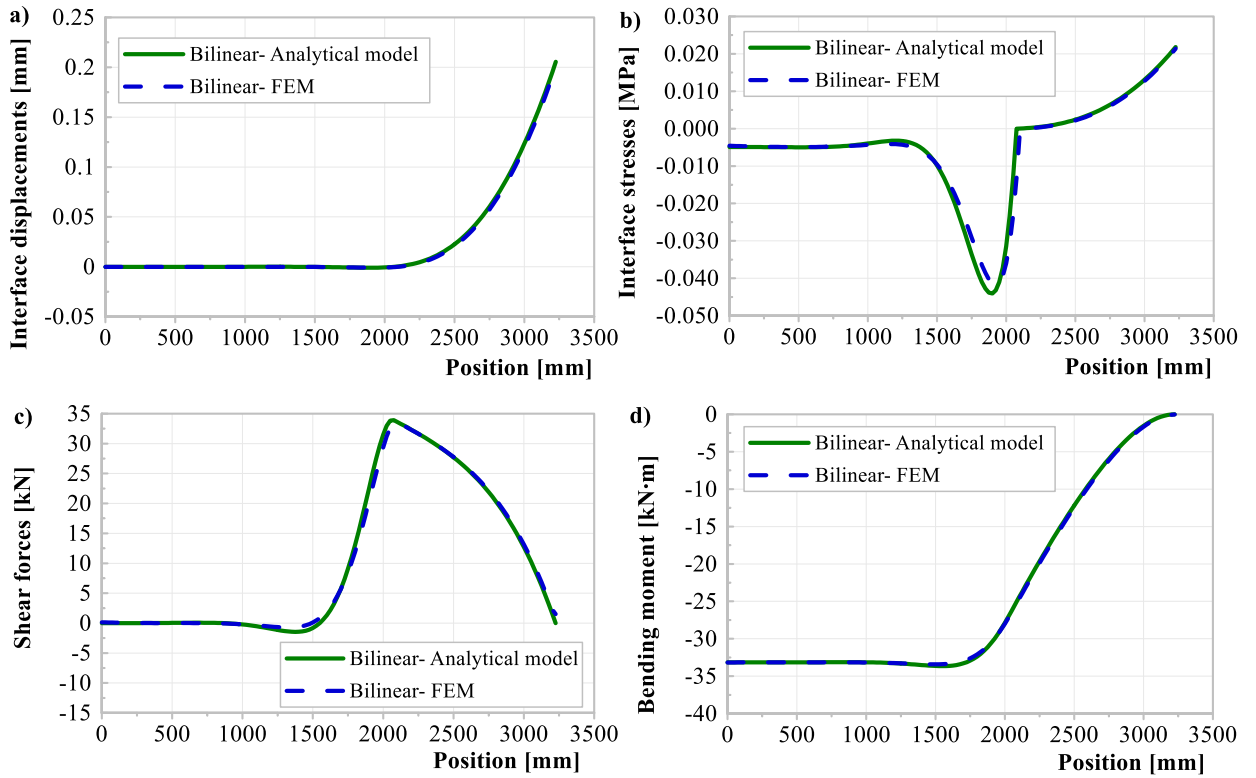 a)
Interface displacements [mm]
0.25
0.20
0.15
0.10
0.05
0
-0.05
Bilinear- Analytical model
Bilinear- FEM
0 500 1000 1500 2000 2500 3000 3500
Position [mm]
b)
Interface stresses [MPa]
0.030
0.020
0.010
0.000
-0.010
-0.020
-0.030
-0.040
-0.050
Bilinear- Analytical model
Bilinear- FEM
0 500 1000 1500 2000 2500 3000 3500
Position [mm]
c)
Shear forces [kN]
35
30
25
20
15
10
5
0
-5
-10
-15
Bilinear- Analytical model
Bilinear- FEM
0 500 1000 1500 2000 2500 3000 3500
Position [mm]
d)
Bending moment [kN·m]
0
-5
-10
-15
-20
-25
-30
-35
-40
Bilinear- Analytical model
Bilinear- FEM
0 500 1000 1500 2000 2500 3000 3500
Position [mm]